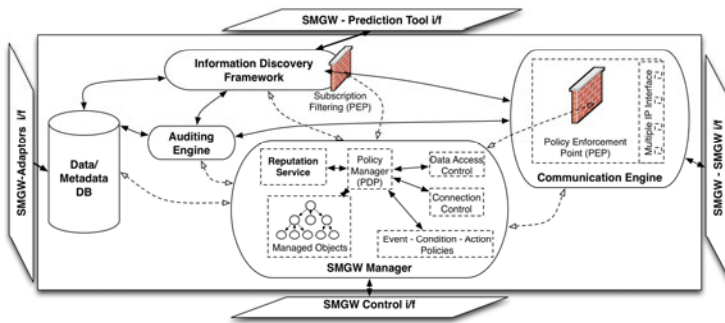 SMGW - Prediction Tool i/f
Information Discovery
Framework
Subscription
Filtering (PEP)
Auditing
Engine
Data/
Metadata
DB
SMGW-Adaptors i/f
Reputation
Service
Policy
Manager
(PDP)
Data Access
Control
Connection
Control
Managed Objects
Event - Condition - Action
Policies
SMGW Manager
Policy Enforcement
Point (PEP)
Multiple IP Interface
Communication Engine
SMGW - SMGW i/f
SMGW Control i/f